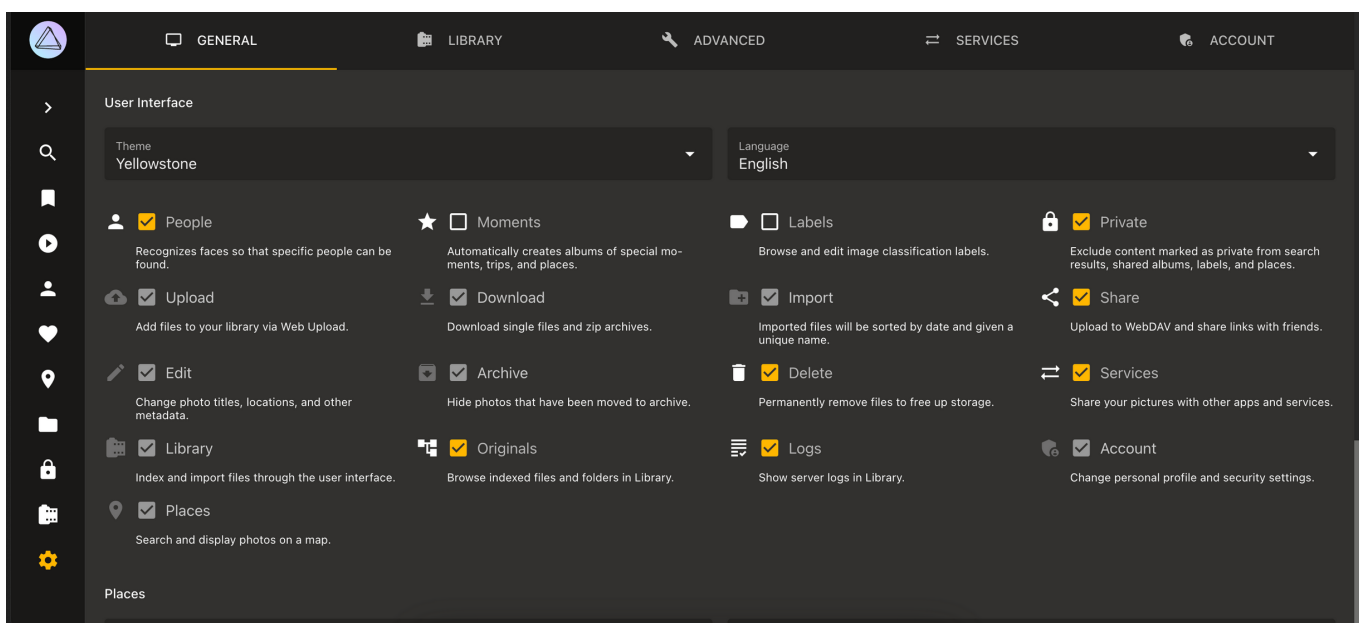 GENERAL
LIBRARY
ADVANCED
SERVICES
ACCOUNT
User Interface
Theme
Yellowstone
Language
English
People
Recognizes faces so that specific people can be
found.
Moments
Automatically creates albums of special mo-
ments, trips, and places.
Labels
Browse and edit image classification labels.
Private
Exclude content marked as private from search
results, shared albums, labels, and places.
Upload
Add files to your library via Web Upload.
Download
Download single files and zip archives.
Import
Imported files will be sorted by date and given a
unique name.
Share
Upload to WebDAV and share links with friends.
Edit
Change photo titles, locations, and other
metadata.
Archive
Hide photos that have been moved to archive.
Delete
Permanently remove files to free up storage.
Services
Share your pictures with other apps and services.
Library
Index and import files through the user interface.
Originals
Browse indexed files and folders in Library.
Logs
Show server logs in Library.
Account
Change personal profile and security settings.
Places
Search and display photos on a map.
Places